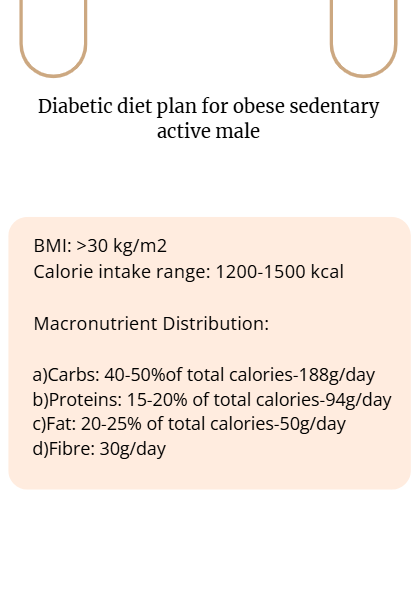 Diabetic diet plan for obese sedentary
active male
BMI: >30 kg/m2
Calorie intake range: 1200-1500 kcal
Macronutrient Distribution:
a)Carbs: 40-50%of total calories-188g/day
b)Proteins: 15-20% of total calories-94g/day
c)Fat: 20-25% of total calories-50g/day
d)Fibre: 30g/day